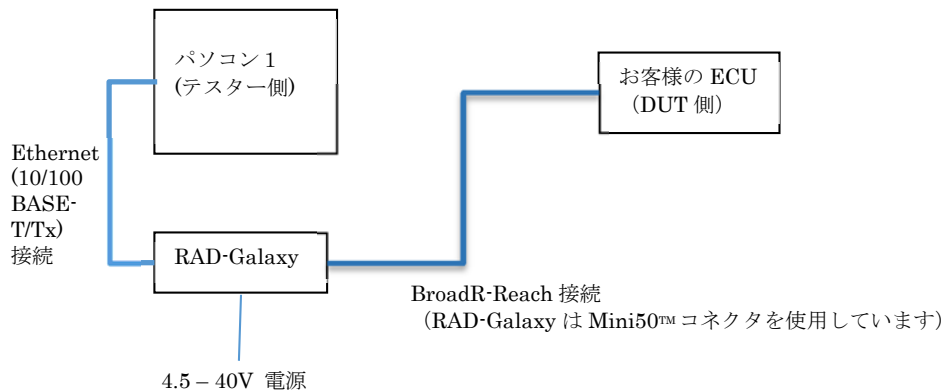 パソコン１
(テスター側)
お客様の ECU
（DUT 側）
Ethernet
(10/100
BASE-
T/Tx)
接続
RAD-Galaxy
BroadR-Reach 接続
（RAD-Galaxy は Mini50™ コネクタを使用しています）
4.5 – 40V 電源